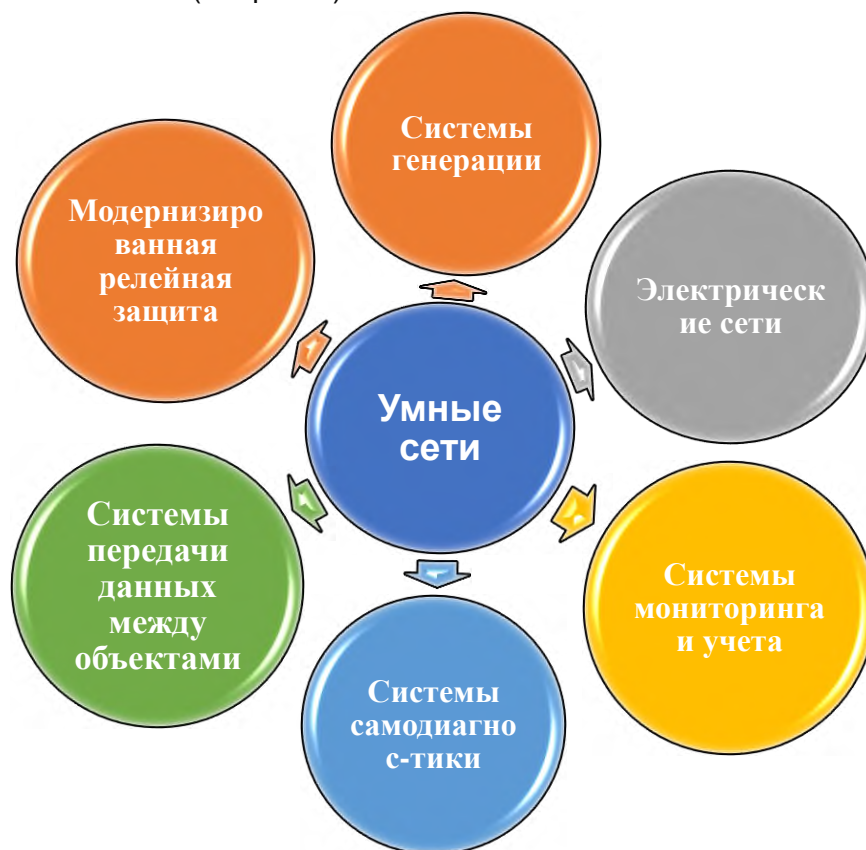 Системы
генерации
Модернизиро
ванная
релейная
защита
Электрическ
ие сети
Умные
сети
Системы
передачи
данных
между
объектами
Системы
мониторинга
и учета
Системы
самодиагно
с-тики